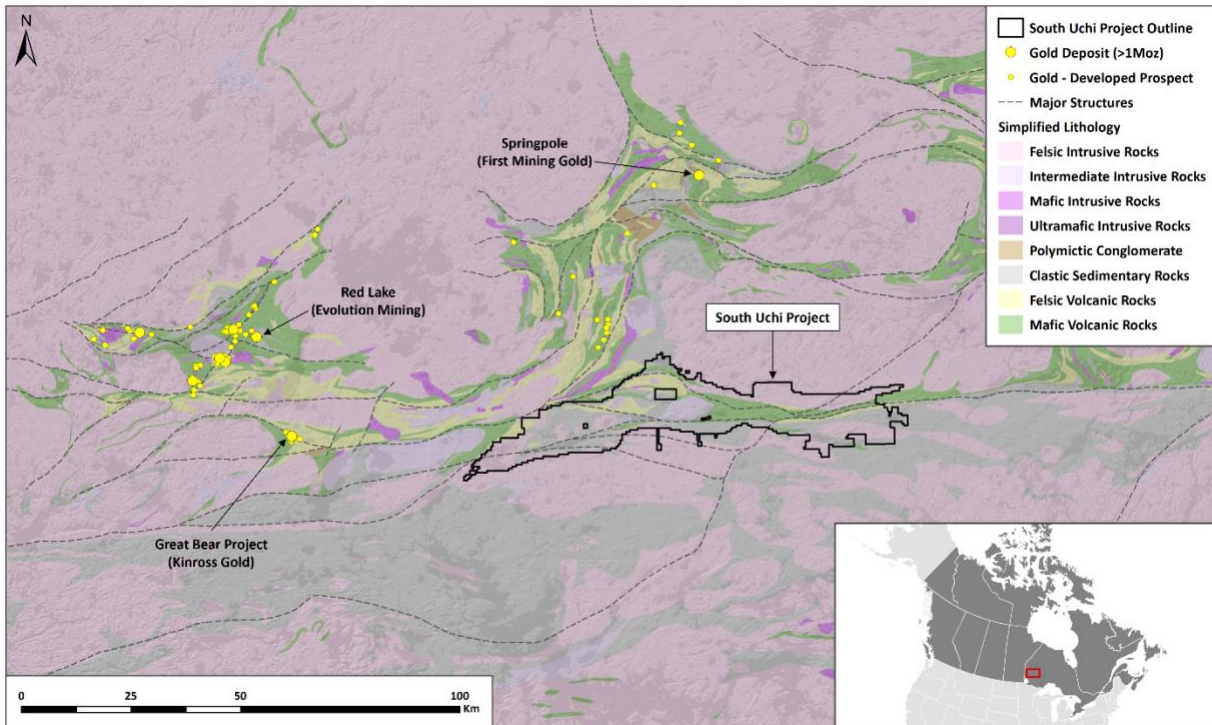 N
South Uchi Project Outline
Gold Deposit (>1Moz)
Gold - Developed Prospect
Major Structures
Simplified Lithology
Felsic Intrusive Rocks
Intermediate Intrusive Rocks
Mafic Intrusive Rocks
Ultramafic Intrusive Rocks
Polymictic Conglomerate
Clastic Sedimentary Rocks
Felsic Volcanic Rocks
Mafic Volcanic Rocks
Springpole
(First Mining Gold)
Red Lake
(Evolution Mining)
South Uchi Project
Great Bear Project
(Kinross Gold)
0 25 50 100
Km